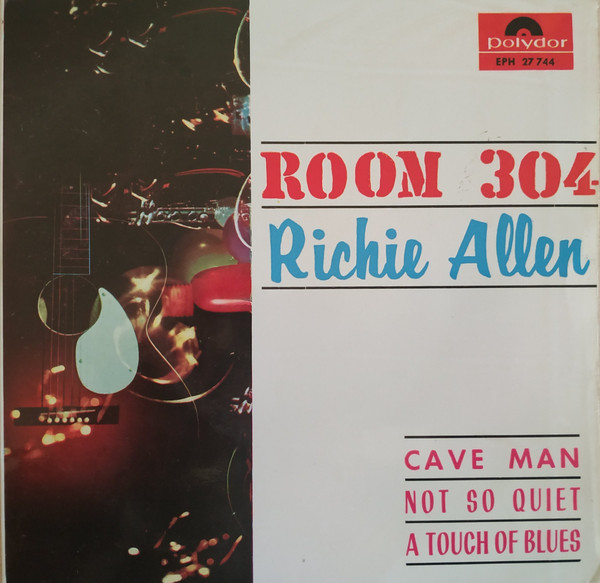 polydor
EPH 27 744
ROOM 304
Richie Allen
CAVE MAN
NOT SO QUIET
A TOUCH OF BLUES